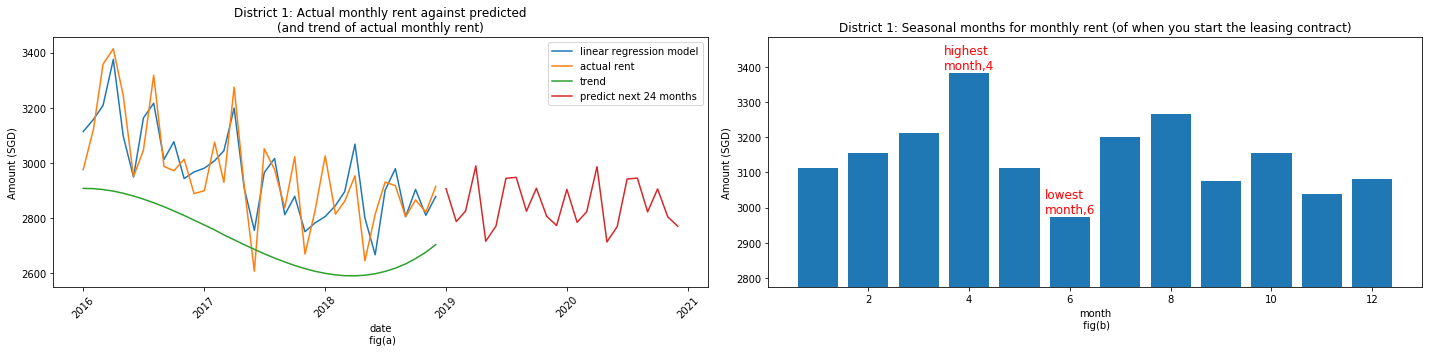 District 1: Actual monthly rent against predicted
(and trend of actual monthly rent)
Amount (SGD)
3400
3200
3000
2800
2600
linear regression model
actual rent
trend
predict next 24 months
2016
2017
2018
2019
2020
2021
date
fig(a)
District 1: Seasonal months for monthly rent (of when you start the leasing contract)
Amount (SGD)
3400
3300
3200
3100
3000
2900
2800
highest
month,4
lowest
month,6
2
4
6
8
10
12
month
fig(b)